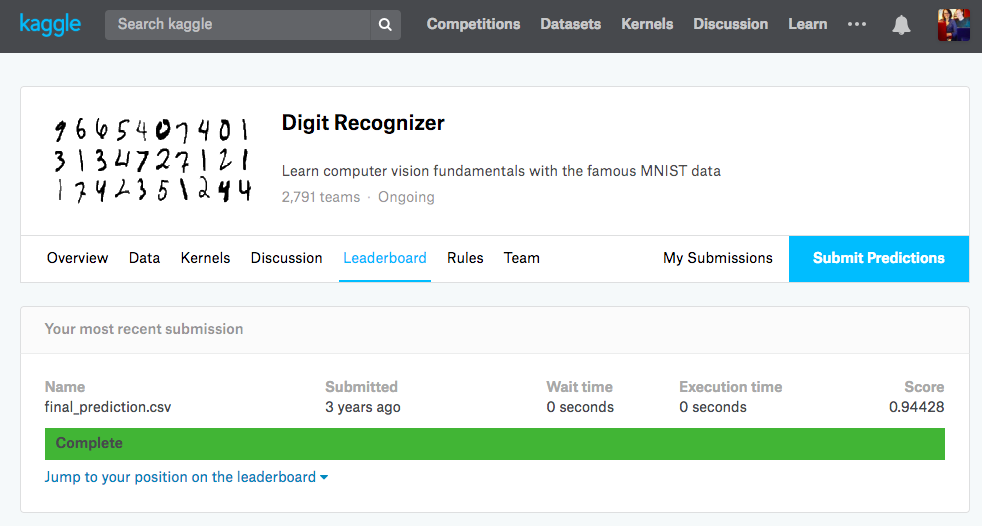 kaggle Search kaggle Competitions Datasets Kernels Discussion Learn
9 6 6 5 4 0 7 4 0 1
3 1 3 4 7 2 7 1 2 1
1 7 4 2 3 5 1 2 4 4
Digit Recognizer
Learn computer vision fundamentals with the famous MNIST data
2,791 teams · Ongoing
Overview Data Kernels Discussion Leaderboard Rules Team My Submissions Submit Predictions
Your most recent submission
Name Submitted Wait time Execution time Score
final_prediction.csv 3 years ago 0 seconds 0 seconds 0.94428
Complete
Jump to your position on the leaderboard